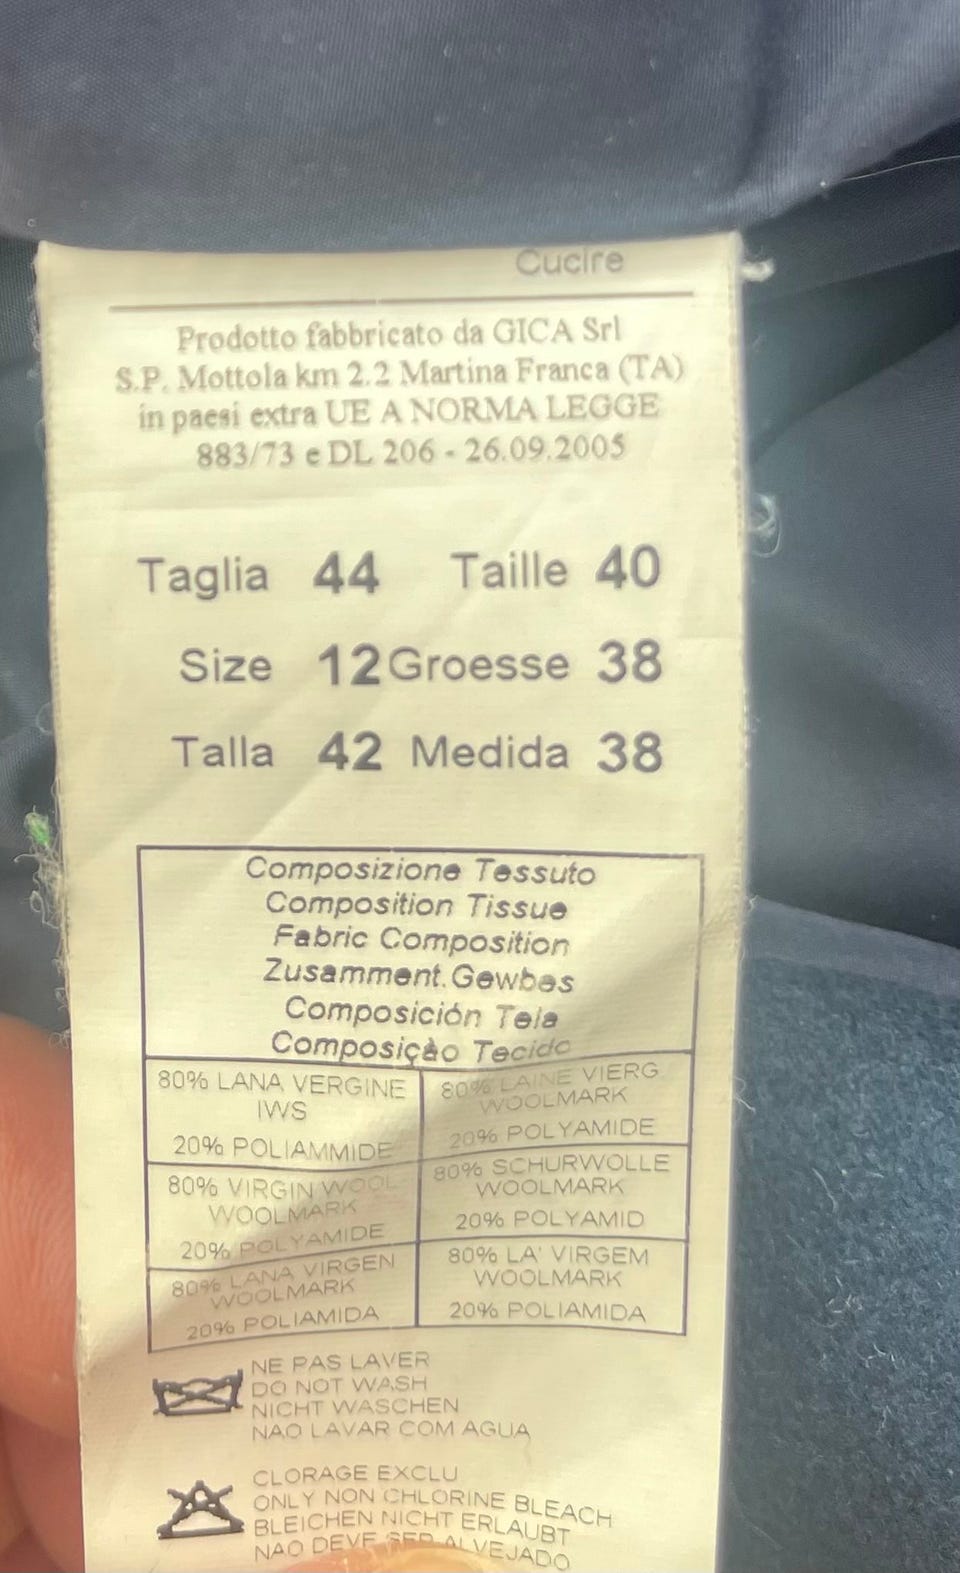 Cucire
Prodotto fabbricato da GICA Srl
S.P. Mottola km 2.2 Martina Franca (TA)
in paesi extra UE A NORMA LEGGE
883/73 e DL 206 - 26.09.2005
Taglia 44 Taille 40
Size 12 Groesse 38
Talla 42 Medida 38
Composizione Tessuto
Composition Tissue
Fabric Composition
Zusamment.Gewbes
Composición Tela
Composiçào Tecido
80% LANA VERGINE
IWS
20% POLIAMMIDE
80% LAINE VIERG
WOOLMARK
20% POLYAMIDE
80% VIRGIN WOOL
WOOLMARK
20% POLYAMIDE
80% SCHURWOLLE
WOOLMARK
20% POLYAMID
80% LANA VIRGEN
WOOLMARK
20% POLIAMIDA
80% LA' VIRGEM
WOOLMARK
20% POLIAMIDA
NE PAS LAVER
DO NOT WASH
NICHT WASCHEN
NAO LAVAR COM AGUA
CLORAGE EXCLU
ONLY NON CHLORINE BLEACH
BLEICHEN NICHT ERLAUBT
NAO DEVE SER ALVEJADO